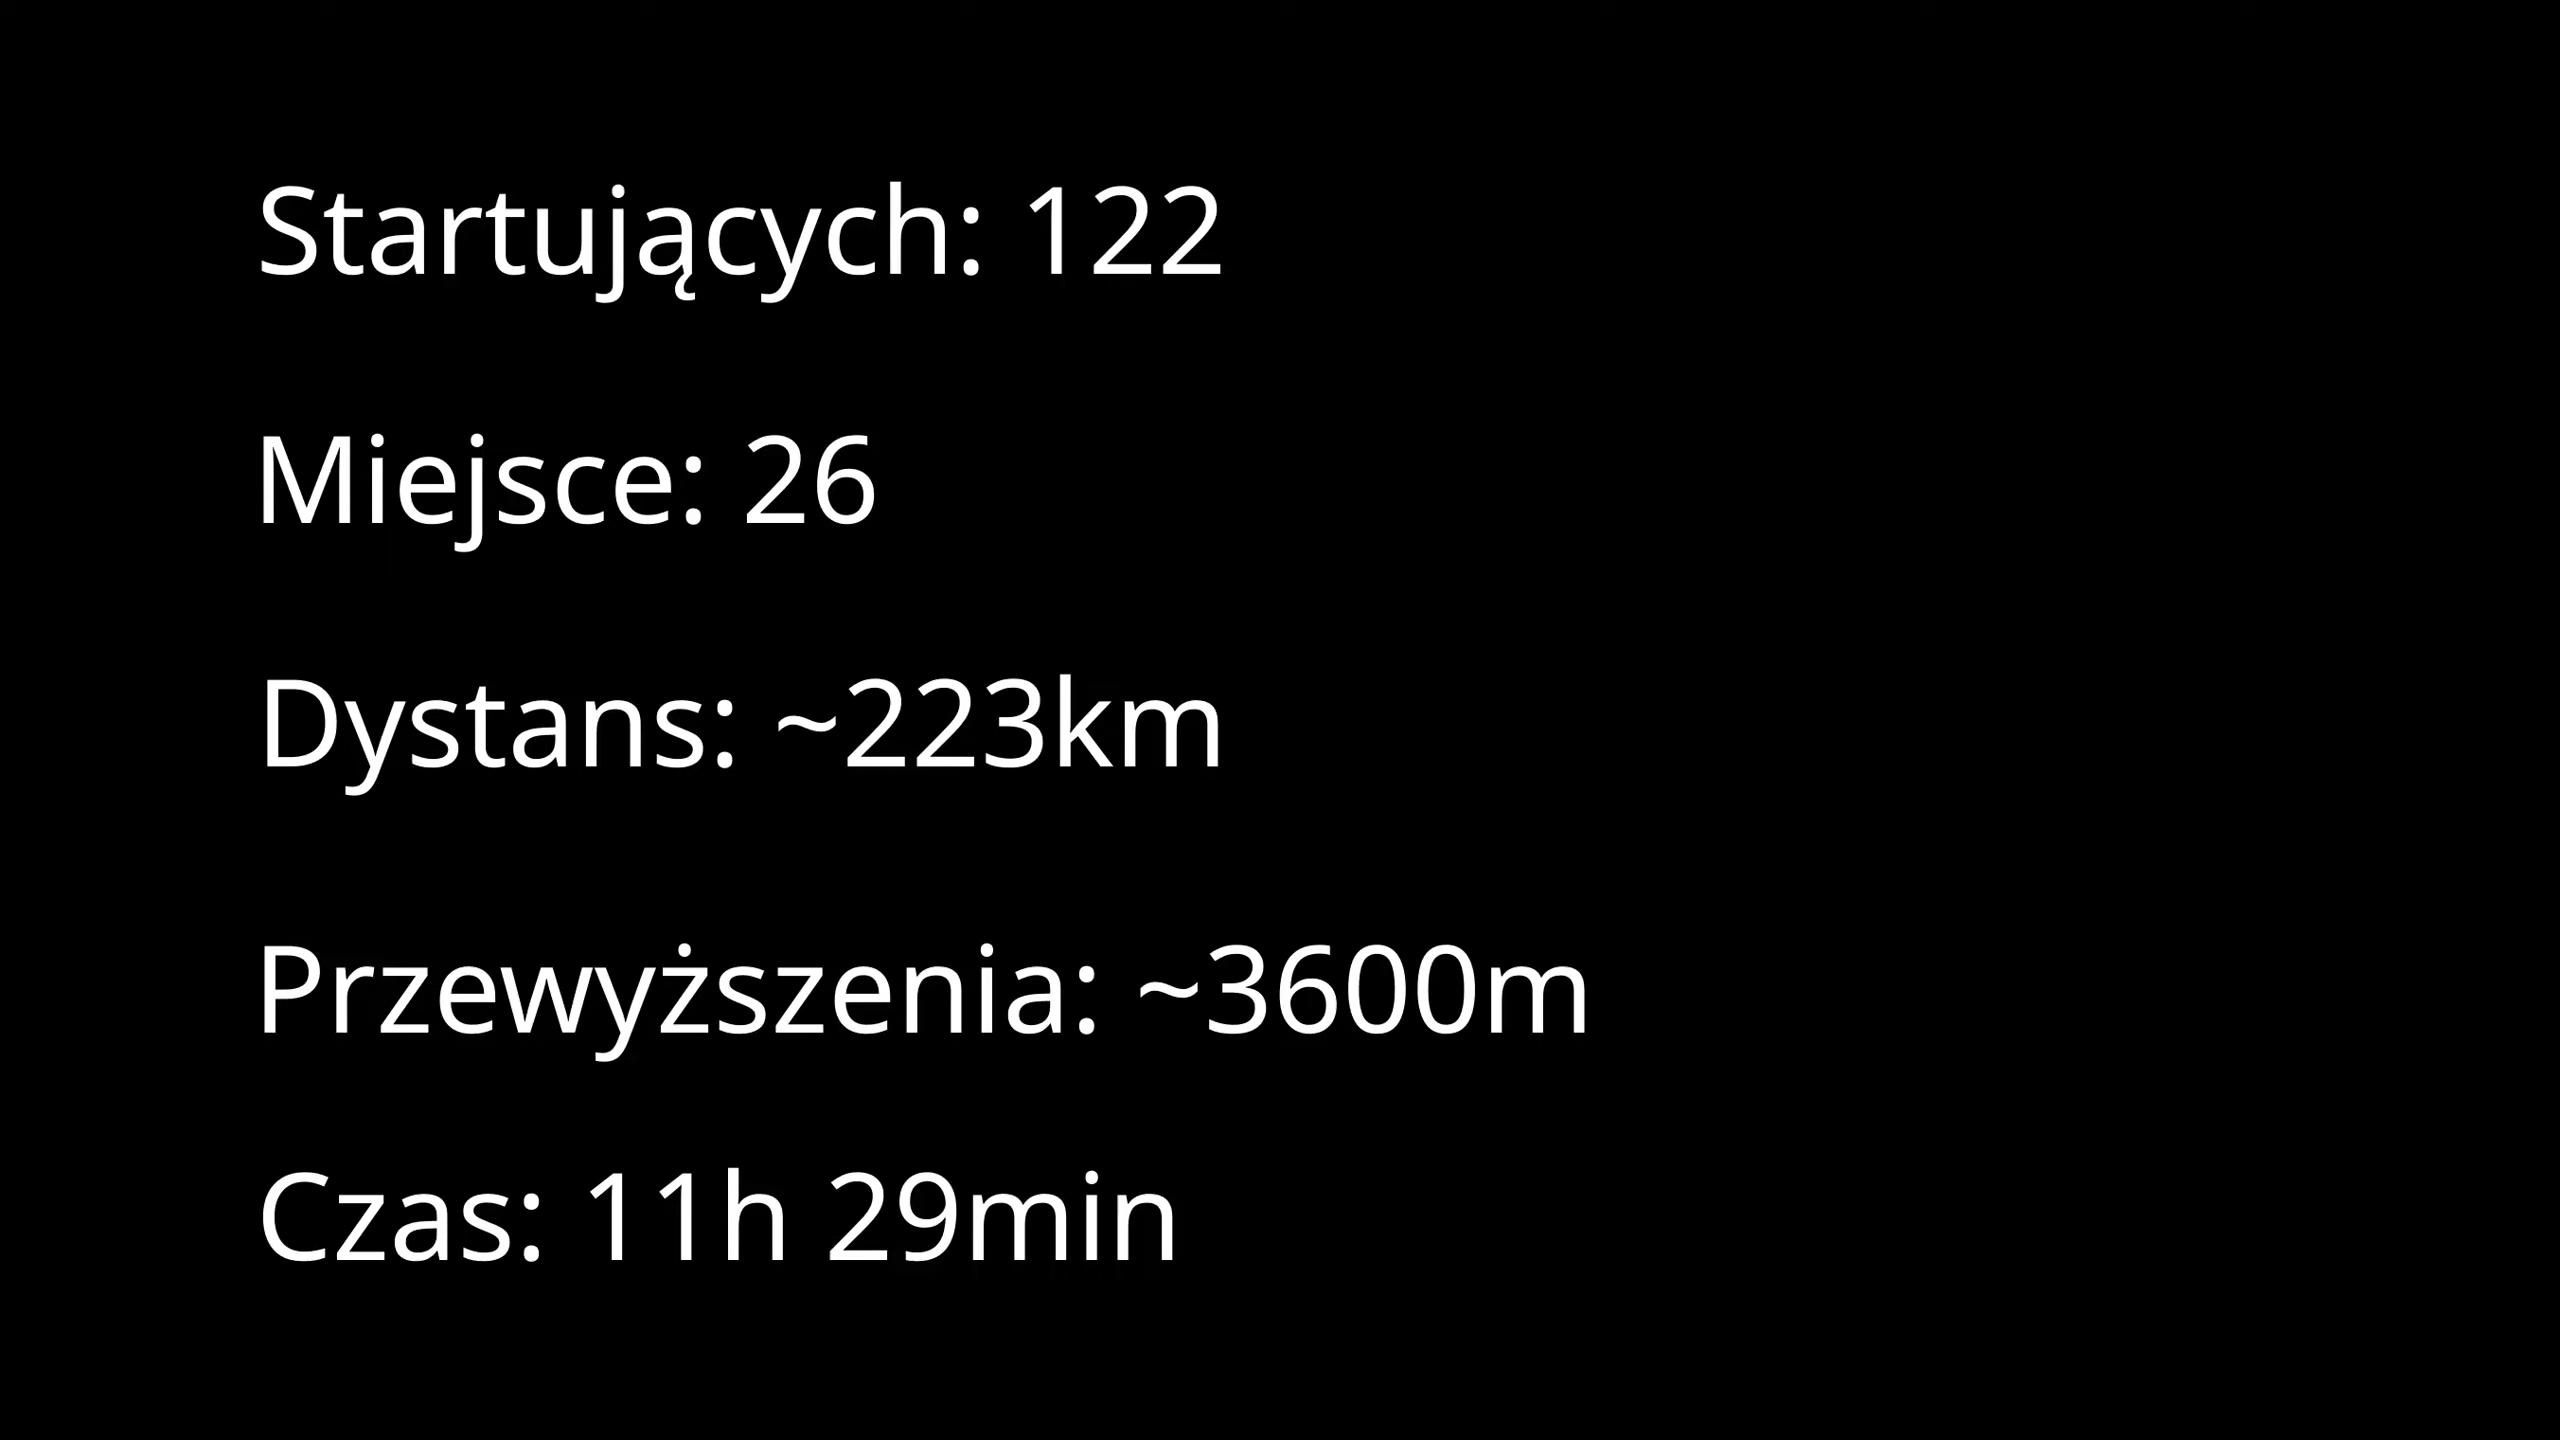 Startujących: 122
Miejsce: 26
Dystans: ~223km
Przewyższenia: ~3600m
Czas: 11h 29min